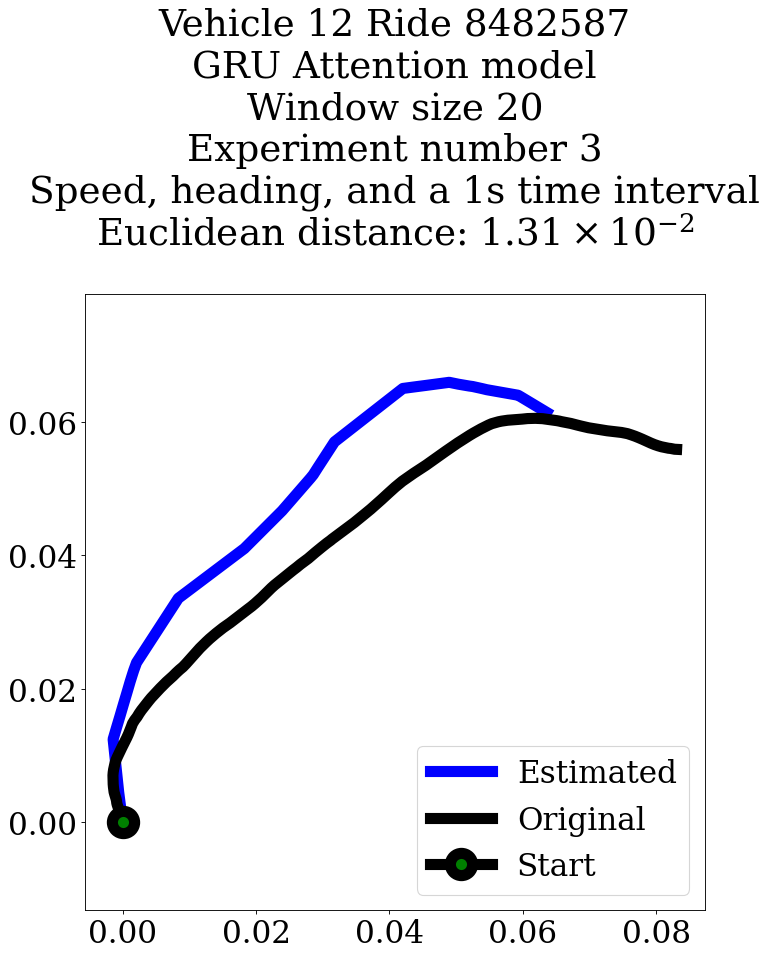 Vehicle 12 Ride 8482587
GRU Attention model
Window size 20
Experiment number 3
Speed, heading, and a 1s time interval
Euclidean distance: 1.31 × 10⁻²
0.06
0.04
0.02
0.00
Estimated
Original
Start
0.00 0.02 0.04 0.06 0.08